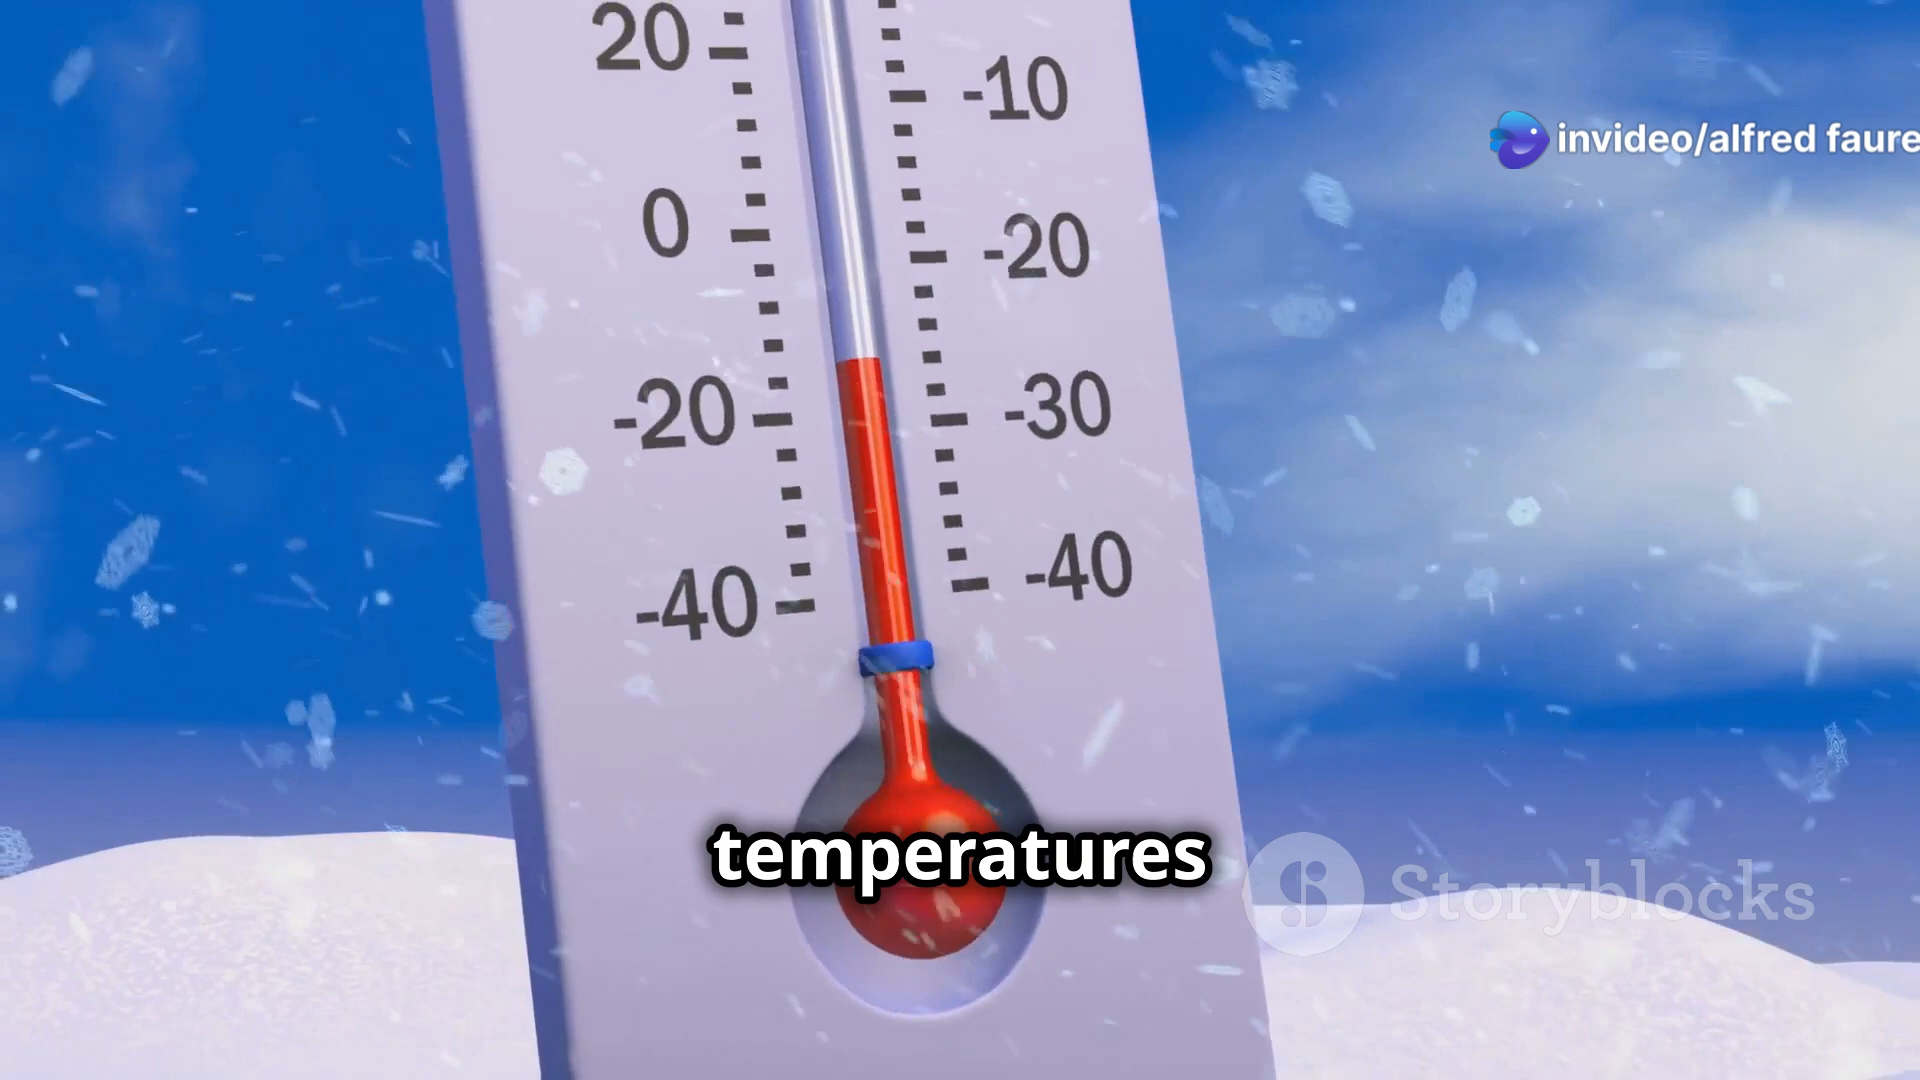 20
-10
invideo/alfred faure
0
-20
-20
-30
-40
-40
temperatures
Storyblocks